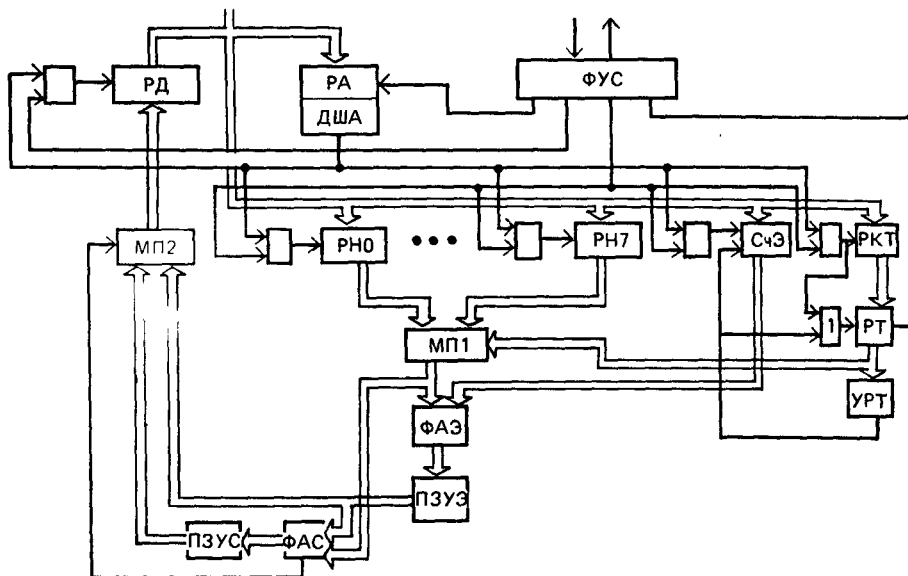 РД
РА
ДША
ФУС
МП2
РН0
• • •
РН7
СчЭ
РКТ
МП1
1
РТ
ФАЭ
УРТ
ПЗУЭ
ПЗУС
ФАС